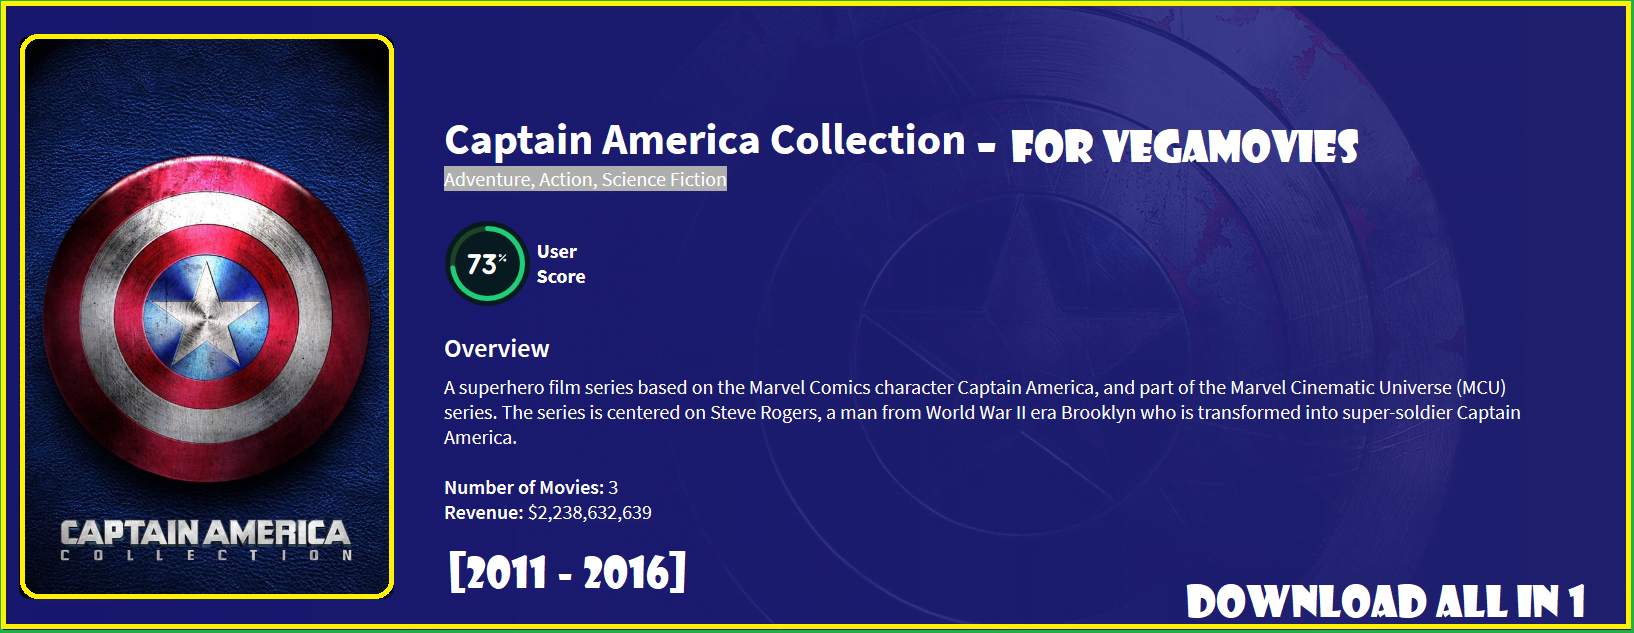 Captain America Collection - FOR VEGAMOVIES
Adventure, Action, Science Fiction
73%
User
Score
Overview
A superhero film series based on the Marvel Comics character Captain America, and part of the Marvel Cinematic Universe (MCU)
series. The series is centered on Steve Rogers, a man from World War II era Brooklyn who is transformed into super-soldier Captain
America.
Number of Movies: 3
Revenue: $2,238,632,639
[2011 - 2016]
DOWNLOAD ALL IN 1
CAPTAIN AMERICA
COLLECTION